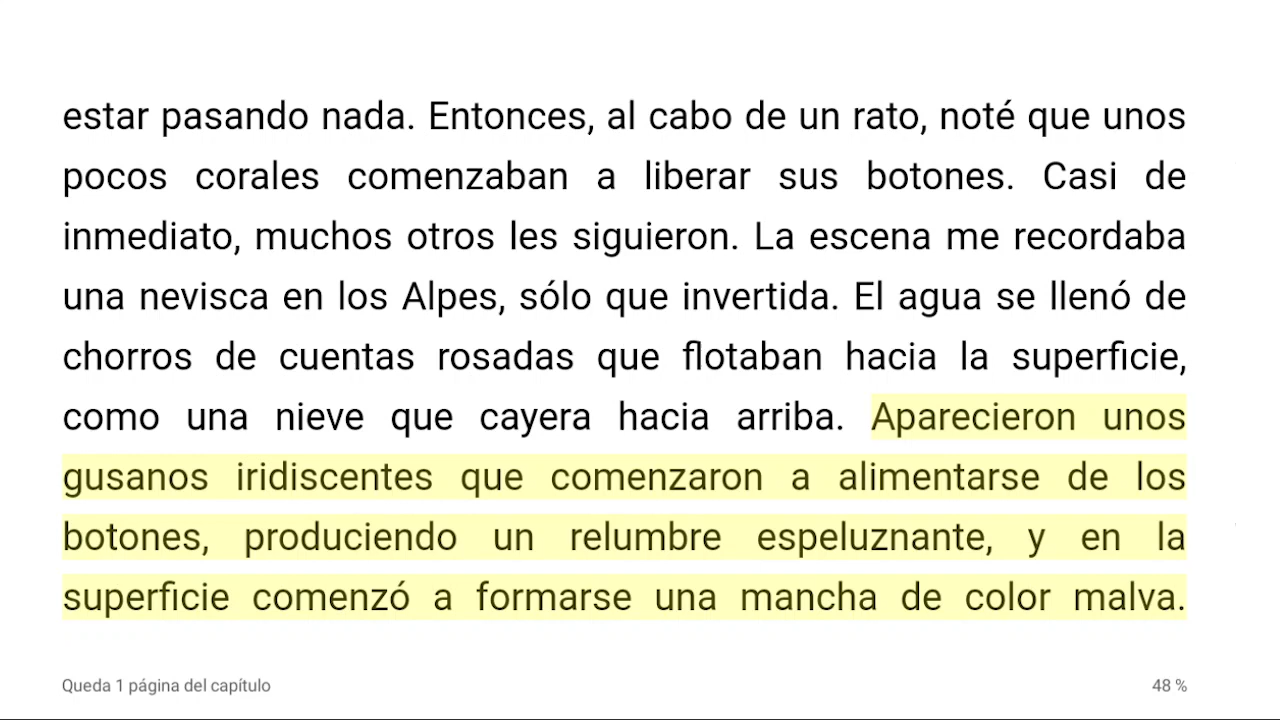 estar pasando nada. Entonces, al cabo de un rato, noté que unos
pocos corales comenzaban a liberar sus botones. Casi de
inmediato, muchos otros les siguieron. La escena me recordaba
una nevisca en los Alpes, sólo que invertida. El agua se llenó de
chorros de cuentas rosadas que flotaban hacia la superficie,
como una nieve que cayera hacia arriba. Aparecieron unos
gusanos iridiscentes que comenzaron a alimentarse de los
botones, produciendo un relumbre espeluznante, y en la
superficie comenzó a formarse una mancha de color malva.
Queda 1 página del capítulo
48 %